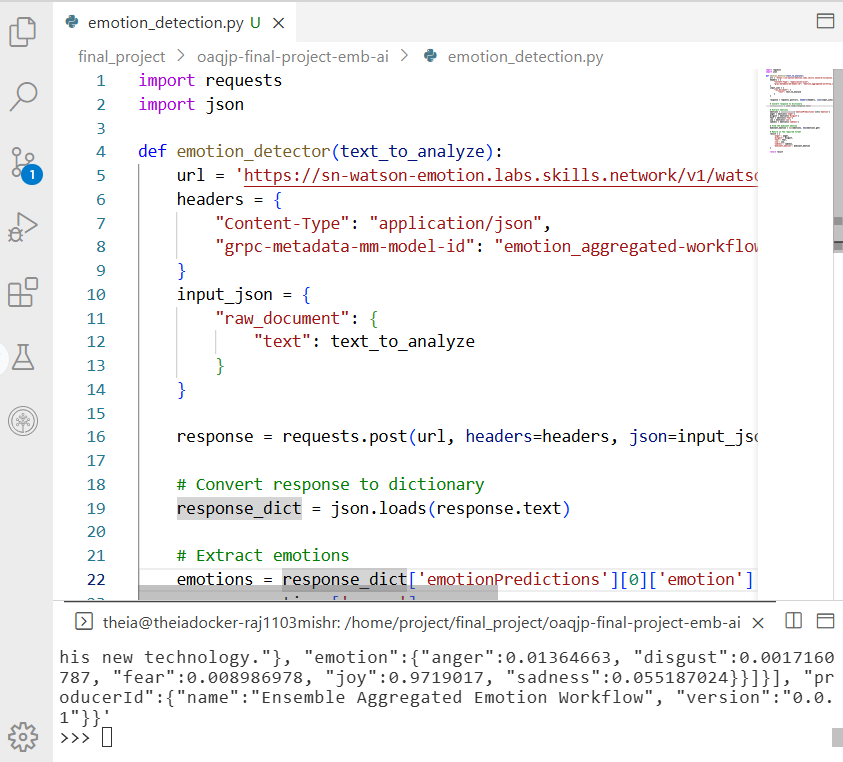 emotion_detection.py U
final_project > oaqjp-final-project-emb-ai > emotion_detection.py
1 import requests
2 import json
3
4 def emotion_detector(text_to_analyze):
5 url = 'https://sn-watson-emotion.labs.skills.network/v1/watso
6 headers = {
7 "Content-Type": "application/json",
8 "grpc-metadata-mm-model-id": "emotion_aggregated-workflow
9 }
10 input_json = {
11 "raw_document": {
12 "text": text_to_analyze
13 }
14 }
15
16 response = requests.post(url, headers=headers, json=input_jso
17
18 # Convert response to dictionary
19 response_dict = json.loads(response.text)
20
21 # Extract emotions
22 emotions = response_dict['emotionPredictions'][0]['emotion']
1
theia@theiadocker-raj1103mishr: /home/project/final_project/oaqjp-final-project-emb-ai
his new technology."}, "emotion":{"anger":0.01364663, "disgust":0.0017160
787, "fear":0.008986978, "joy":0.9719017, "sadness":0.055187024}}]}], "pr
oducerId":{"name":"Ensemble Aggregated Emotion Workflow", "version":"0.0.
1"}}'
>>>